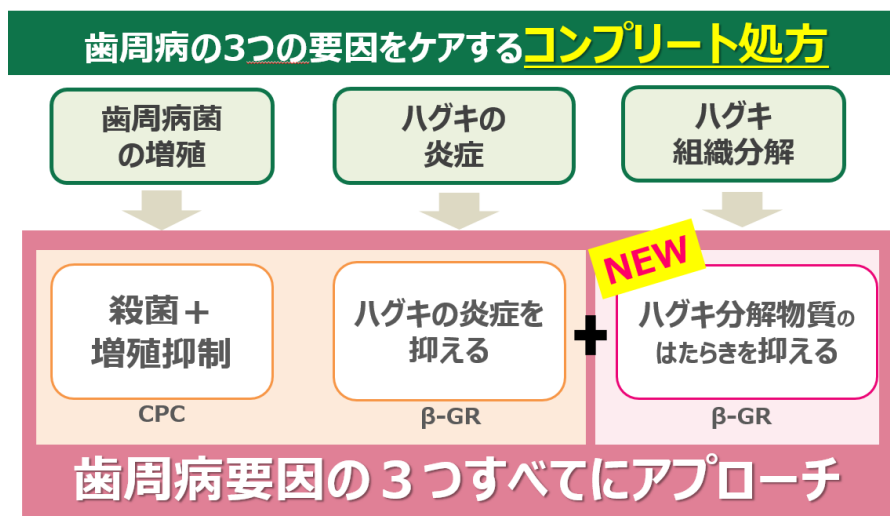 歯周病の3つの要因をケアするコンプリート処方
歯周病菌
の増殖
ハグキの
炎症
ハグキ
組織分解
NEW
殺菌＋
増殖抑制
CPC
ハグキの炎症を
抑える
β-GR
+
ハグキ分解物質の
はたらきを抑える
β-GR
歯周病要因の３つすべてにアプローチ